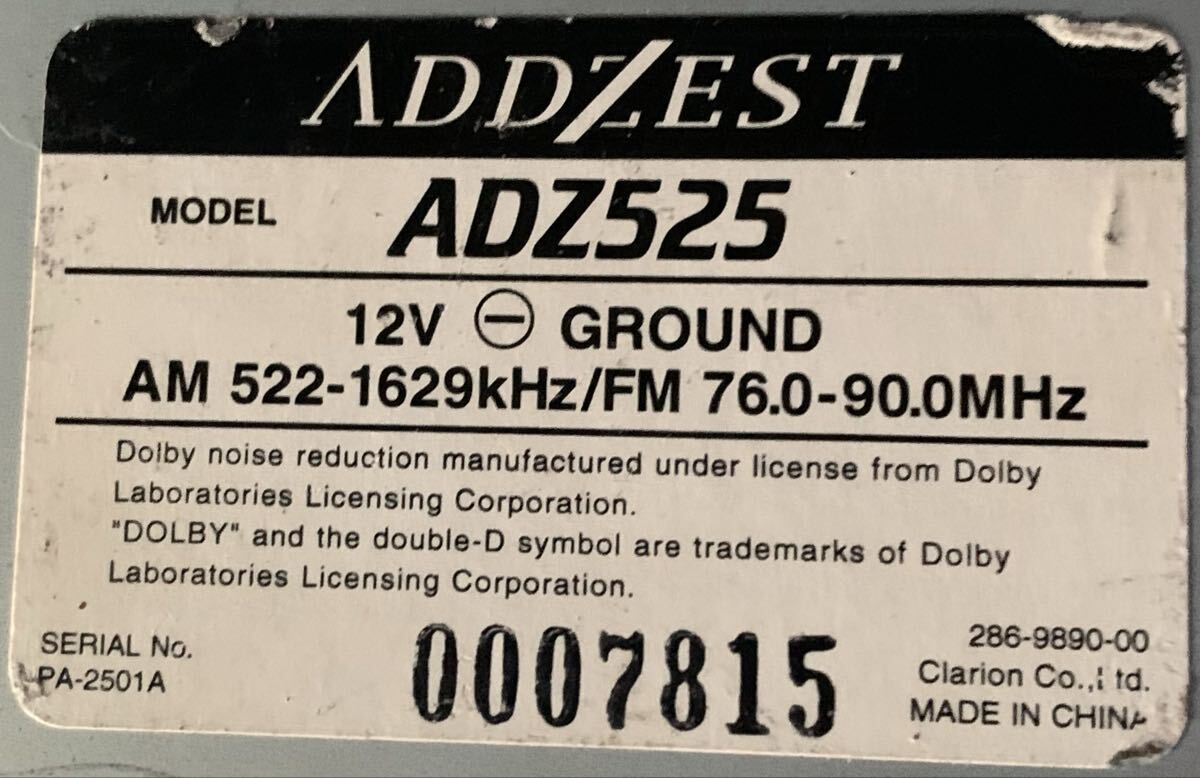 ADDZEST
MODEL ADZ525
12V ⊖ GROUND
AM 522-1629kHz/FM 76.0-90.0MHz
Dolby noise reduction manufactured under license from Dolby
Laboratories Licensing Corporation.
"DOLBY" and the double-D symbol are trademarks of Dolby
Laboratories Licensing Corporation.
SERIAL No.
PA-2501A
0007815
286-9890-00
Clarion Co.,Ltd.
MADE IN CHINA